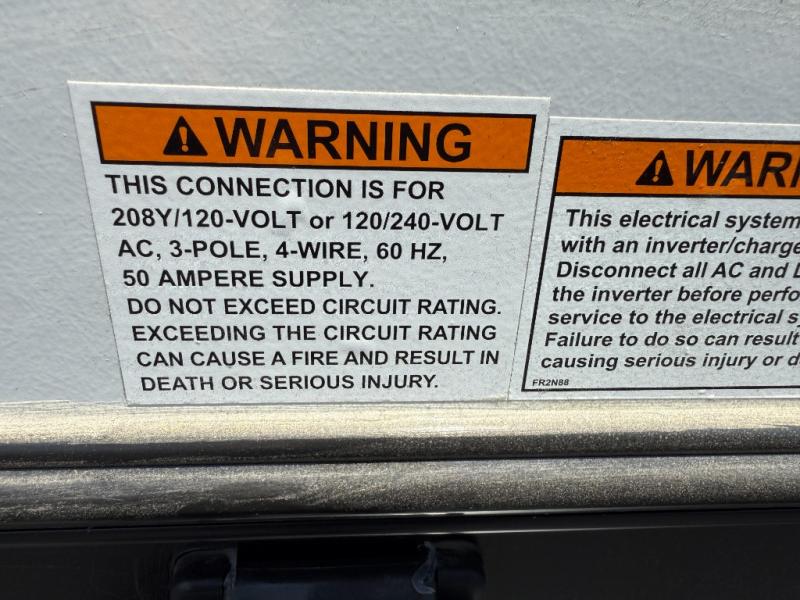 WARNING
THIS CONNECTION IS FOR
208Y/120-VOLT or 120/240-VOLT
AC, 3-POLE, 4-WIRE, 60 HZ,
50 AMPERE SUPPLY.
DO NOT EXCEED CIRCUIT RATING.
EXCEEDING THE CIRCUIT RATING
CAN CAUSE A FIRE AND RESULT IN
DEATH OR SERIOUS INJURY.
This electrical system
with an
Disconnect all AC and
the inverter before
service to the electrical
Failure to do so can result
causing serious injury or
FR2N88